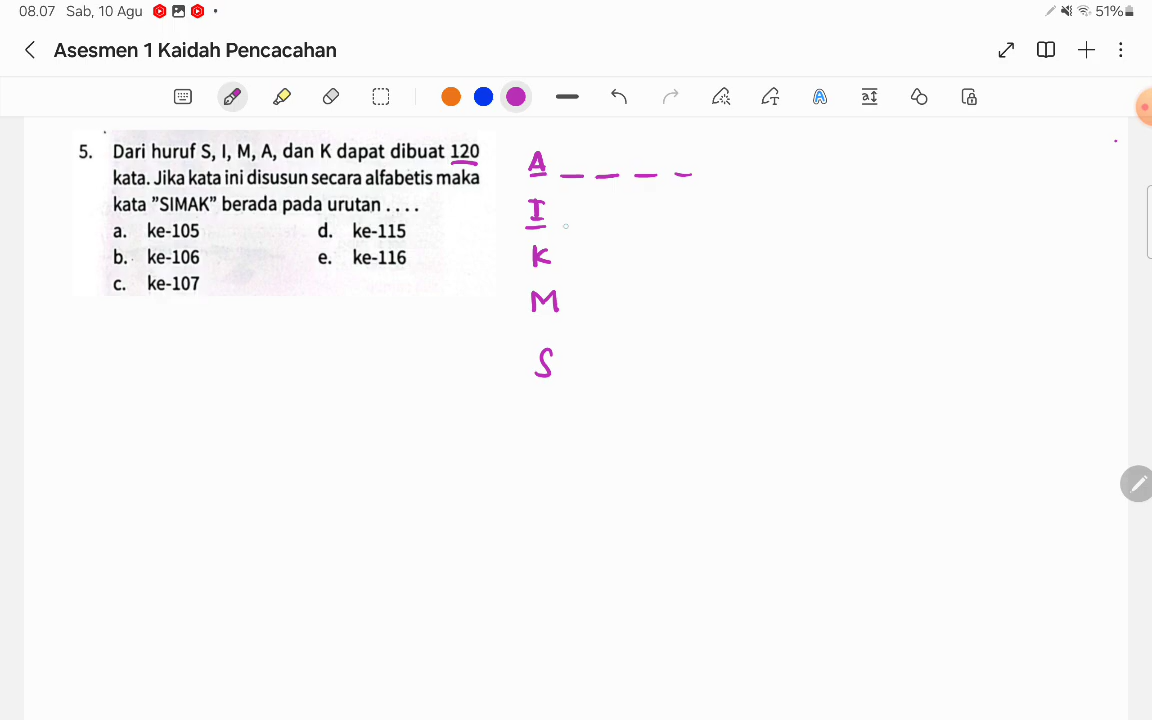 08.07 Sab, 10 Agu 51%
Asesmen 1 Kaidah Pencacahan
5. Dari huruf S, I, M, A, dan K dapat dibuat 120
kata. Jika kata ini disusun secara alfabetis maka
kata ”SIMAK” berada pada urutan . . . .
a. ke-105 d. ke-115
b. ke-106 e. ke-116
c. ke-107
A _ _ _ _
I
K
M
S